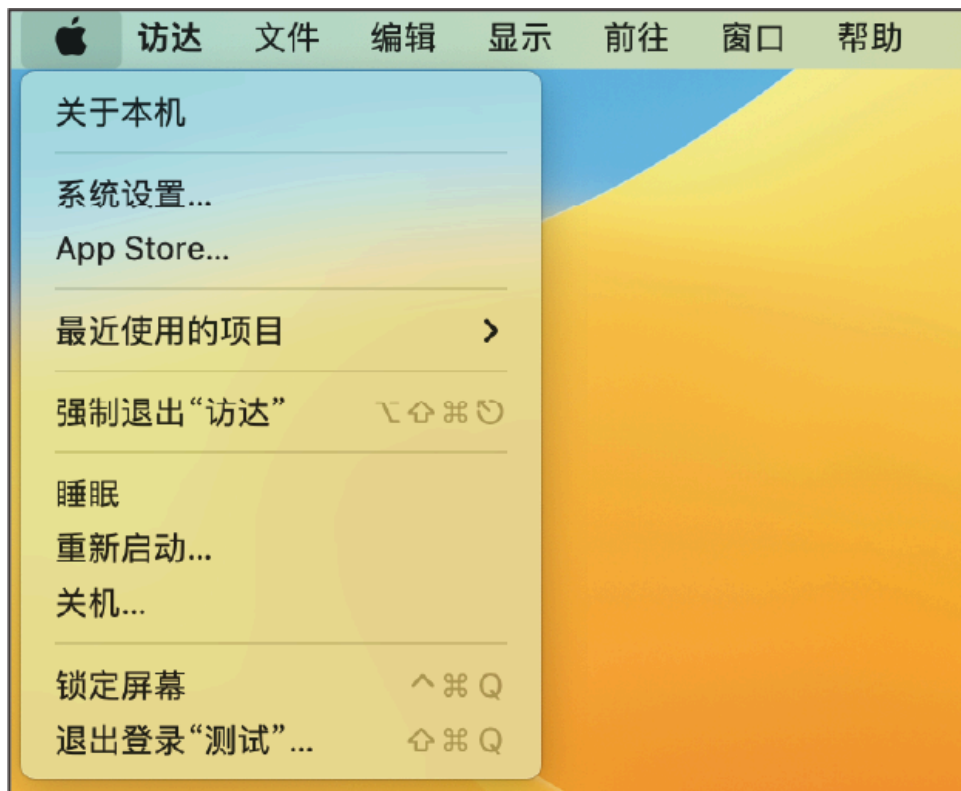 访达 文件 编辑 显示 前往 窗口 帮助
关于本机
系统设置...
App Store...
最近使用的项目
强制退出“访达” ⌥⇧⌘⎋
睡眠
重新启动...
关机...
锁定屏幕 ^⌘Q
退出登录“测试”... ⇧⌘Q